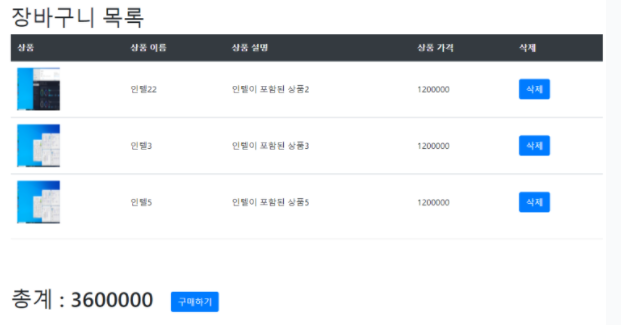 장바구니 목록
상품 상품 이름 상품 설명 상품 가격 삭제
인텔22 인텔이 포함된 상품2 1200000 삭제
인텔3 인텔이 포함된 상품3 1200000 삭제
인텔5 인텔이 포함된 상품5 1200000 삭제
총계 : 3600000 구매하기